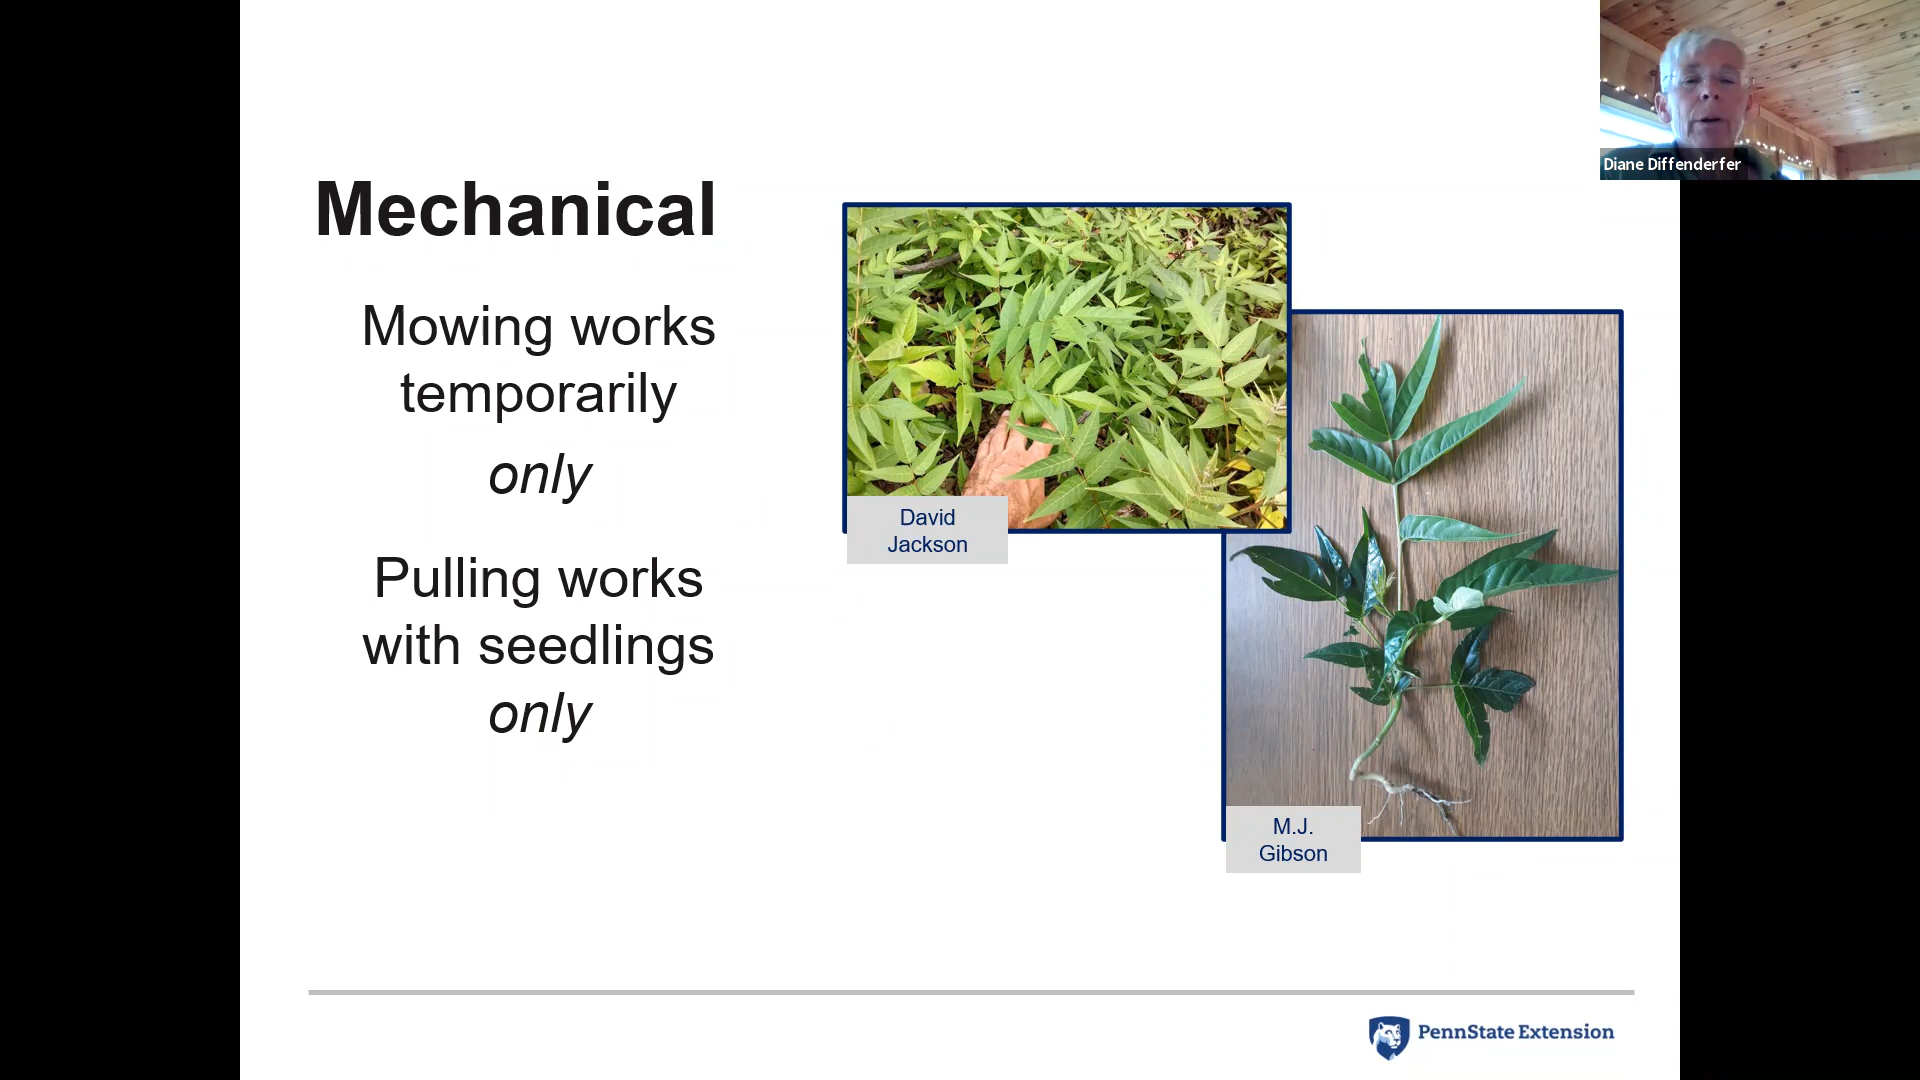 Diane Diffenderfer
Mechanical
Mowing works
temporarily
only
Pulling works
with seedlings
only
David
Jackson
M.J.
Gibson
PennState Extension